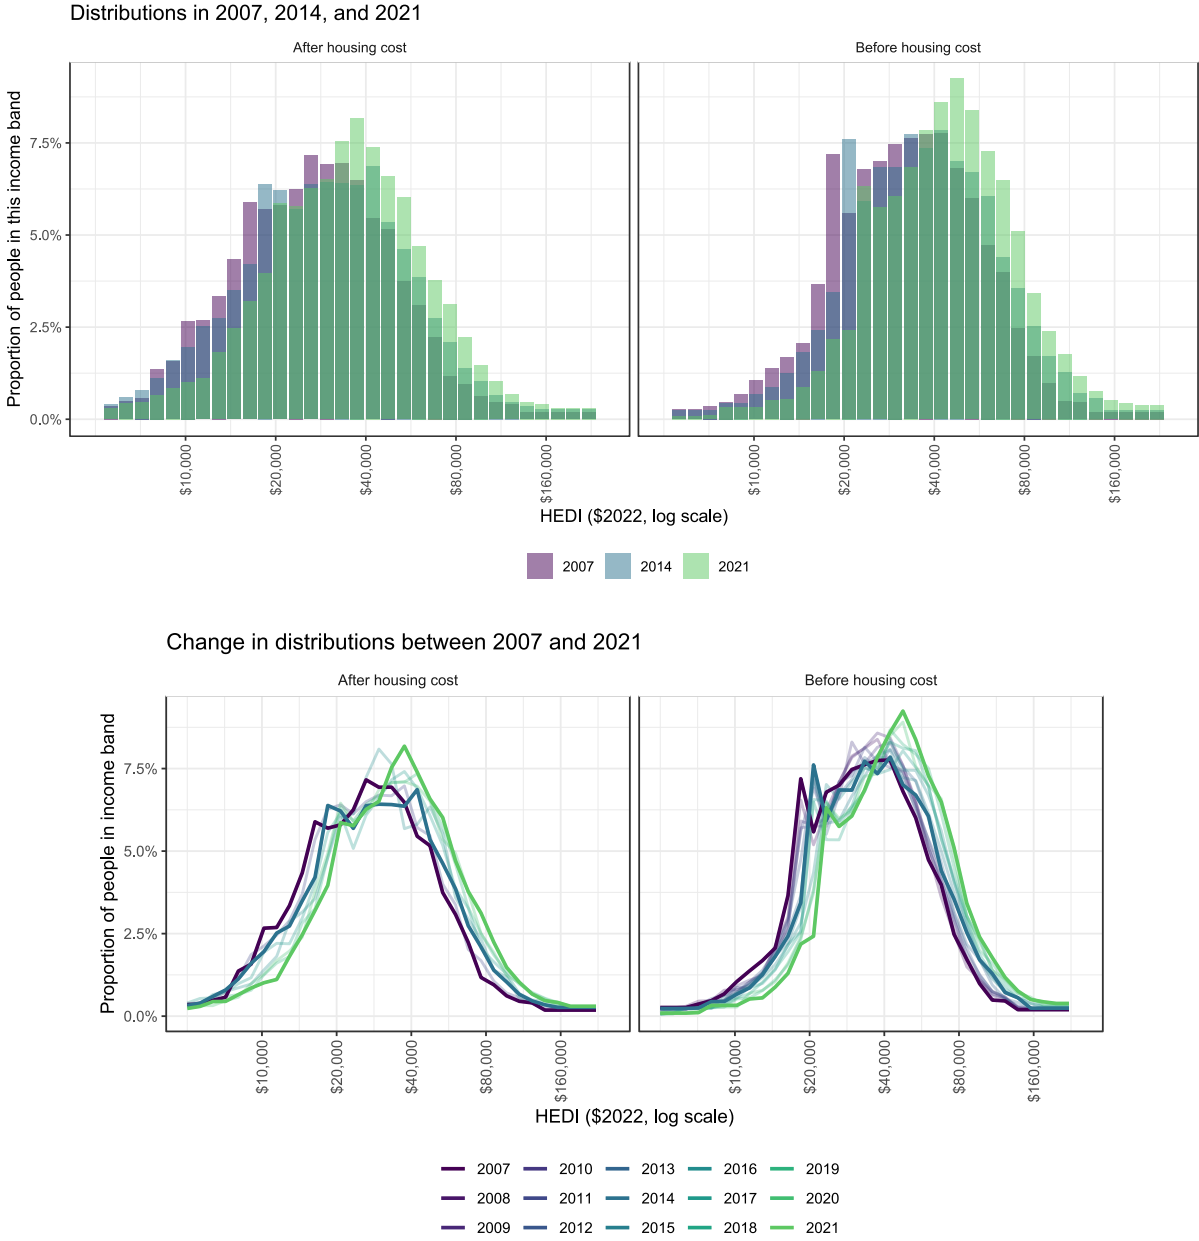 Distributions in 2007, 2014, and 2021
After housing cost
Before housing cost
Proportion of people in this income band
7.5%
5.0%
2.5%
0.0%
$10,000
$20,000
$40,000
$80,000
$160,000
$10,000
$20,000
$40,000
$80,000
$160,000
HEDI ($2022, log scale)
2007 2014 2021
Change in distributions between 2007 and 2021
After housing cost
Before housing cost
Proportion of people in income band
7.5%
5.0%
2.5%
0.0%
$10,000
$20,000
$40,000
$80,000
$160,000
$10,000
$20,000
$40,000
$80,000
$160,000
HEDI ($2022, log scale)
2007 2010 2013 2016 2019
2008 2011 2014 2017 2020
2009 2012 2015 2018 2021